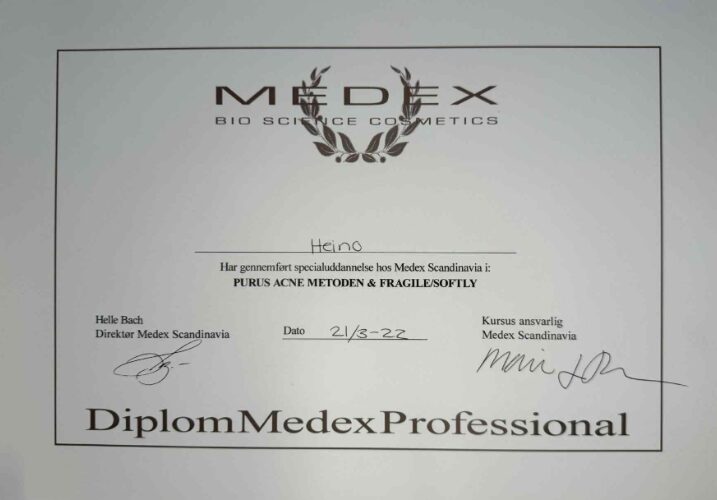 MEDEX
BIO SCIENCE COSMETICS
Heino
Har gennemført specialuddannelse hos Medex Scandinavia i:
PURUS ACNE METODEN & FRAGILE/SOFTLY
Helle Bach
Direktør Medex Scandinavia
Dato 21/3-22
Kursus ansvarlig
Medex Scandinavia
DiplomMedexProfessional